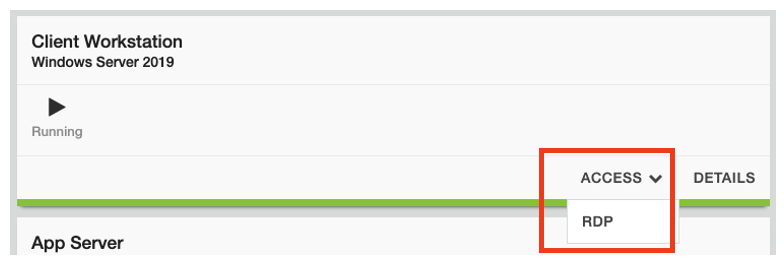 Client Workstation
Windows Server 2019
Running
ACCESS DETAILS
RDP
App Server